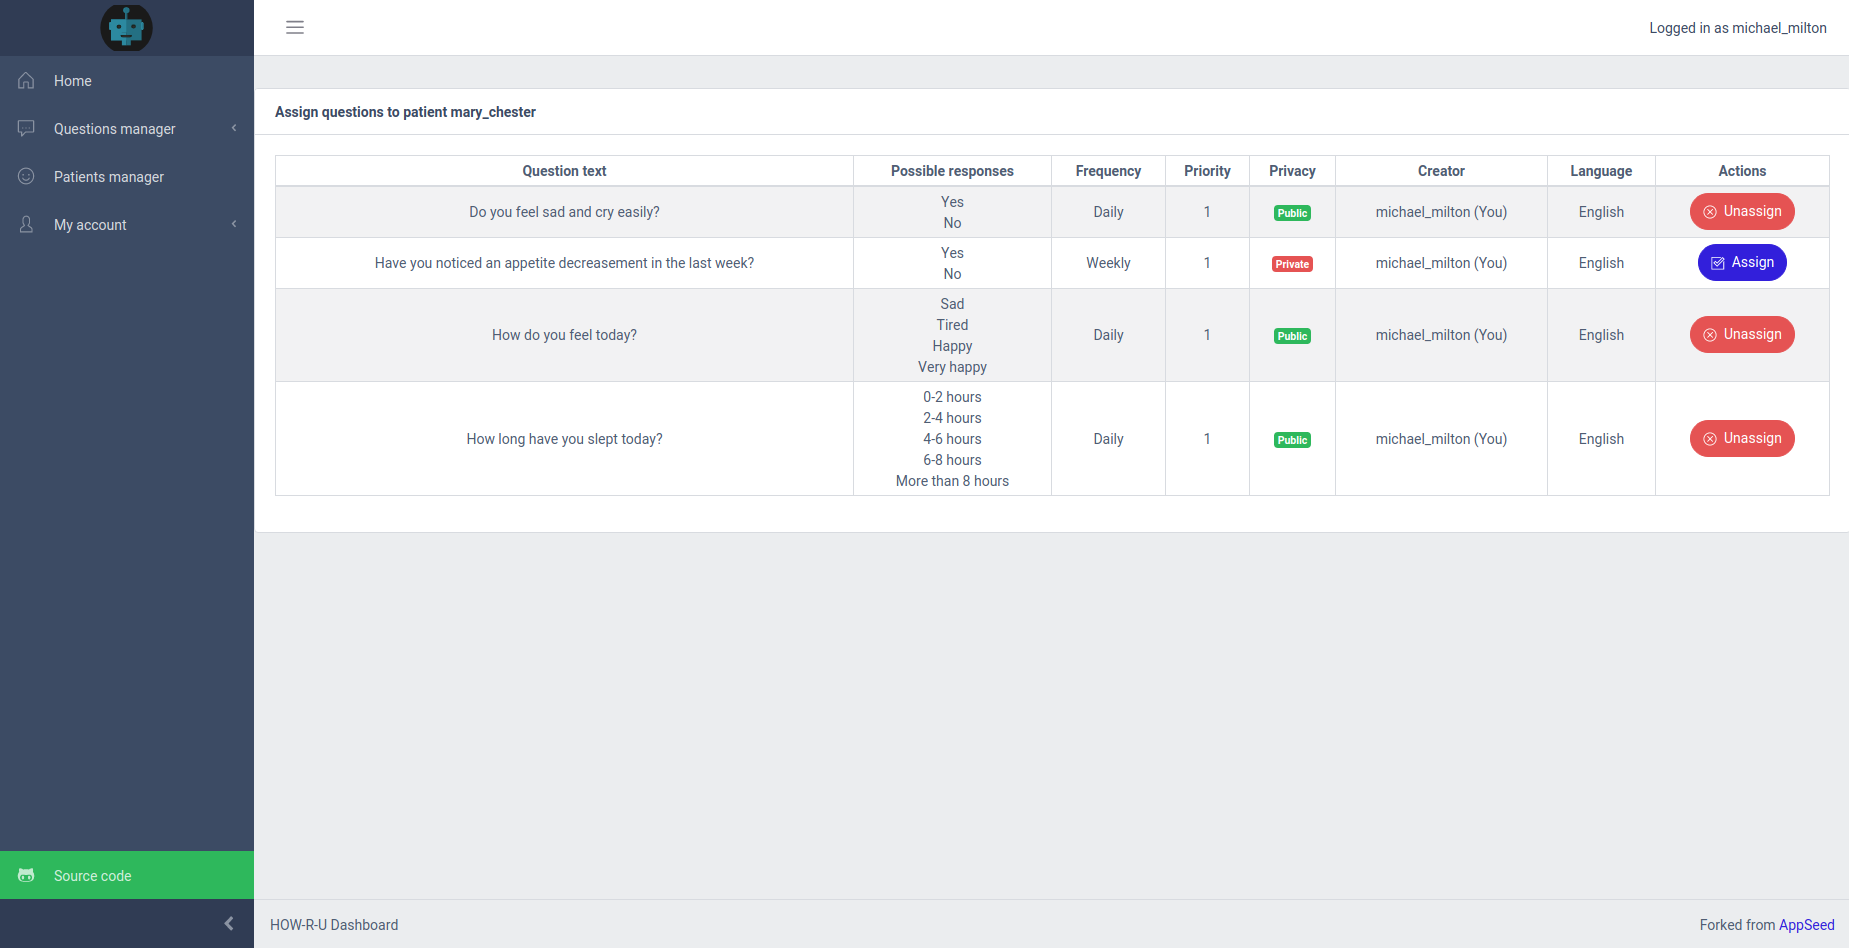 Logged in as michael_milton
Home
Questions manager
Patients manager
My account
Assign questions to patient mary_chester
Question text Possible responses Frequency Priority Privacy Creator Language Actions
Do you feel sad and cry easily? Yes No Daily 1 Public michael_milton (You) English Unassign
Have you noticed an appetite decreasement in the last week? Yes No Weekly 1 Private michael_milton (You) English Assign
How do you feel today? Sad Tired Happy Very happy Daily 1 Public michael_milton (You) English Unassign
How long have you slept today? 0-2 hours 2-4 hours 4-6 hours 6-8 hours More than 8 hours Daily 1 Public michael_milton (You) English Unassign
Source code
HOW-R-U Dashboard
Forked from AppSeed